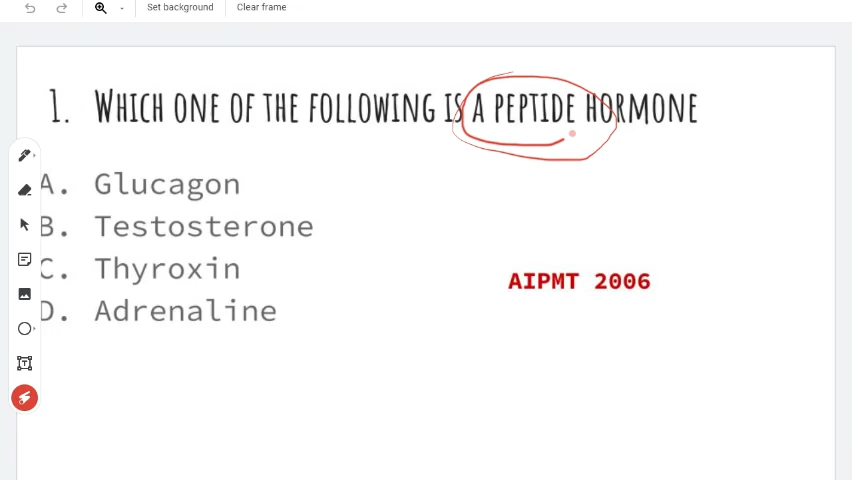 Set background Clear frame
1. WHICH ONE OF THE FOLLOWING IS A PEPTIDE HORMONE
A. Glucagon
B. Testosterone
C. Thyroxin
D. Adrenaline
AIPMT 2006